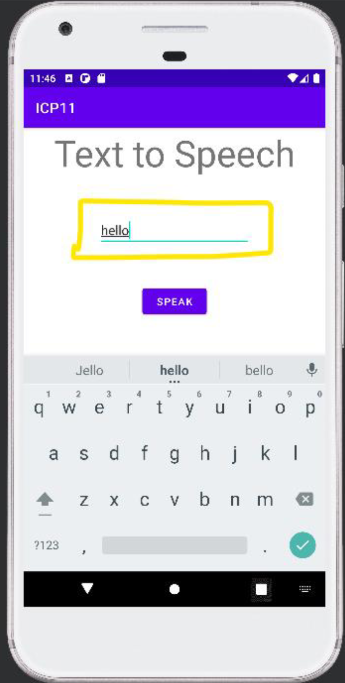 11:46
ICP11
Text to Speech
hello
SPEAK
Jello hello bello
1 2 3 4 5 6 7 8 9 0
q w e r t y u i o p
a s d f g h j k l
z x c v b n m
?123 , .